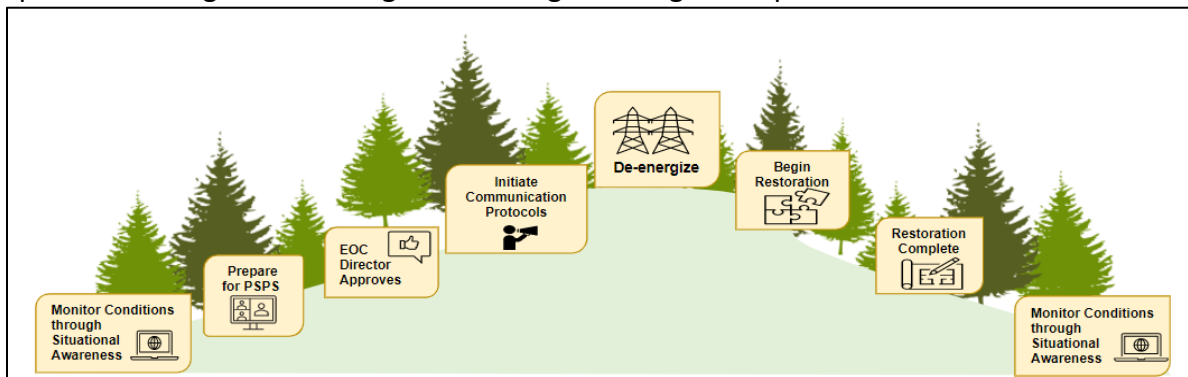 Monitor Conditions
through
Situational
Awareness
Prepare
for PSPS
EOC
Director
Approves
Initiate
Communication
Protocols
De-energize
Begin
Restoration
Restoration
Complete
Monitor Conditions
through
Situational
Awareness